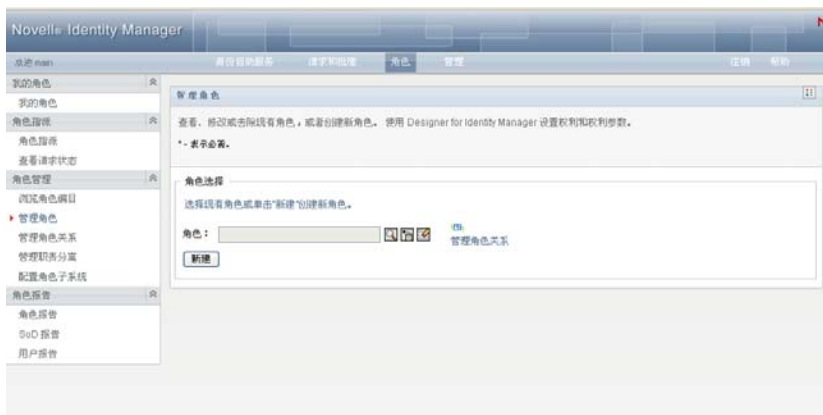 Novell® Identity Manager
N
欢迎 main
身份自助服务 请求和批准 角色 管理 注销 帮助
我的角色
我的角色
角色指派
角色指派
查看请求状态
角色管理
浏览角色编目
管理角色
管理角色关系
管理职责分离
配置角色子系统
角色报告
角色报告
SoD 报告
用户报告
管理角色
查看、修改或去除现有角色，或者创建新角色。 使用 Designer for Identity Manager 设置权利和权利参数。
* - 表示必需。
角色选择
选择现有角色或单击“新建”创建新角色。
角色：
管理角色关系
新建